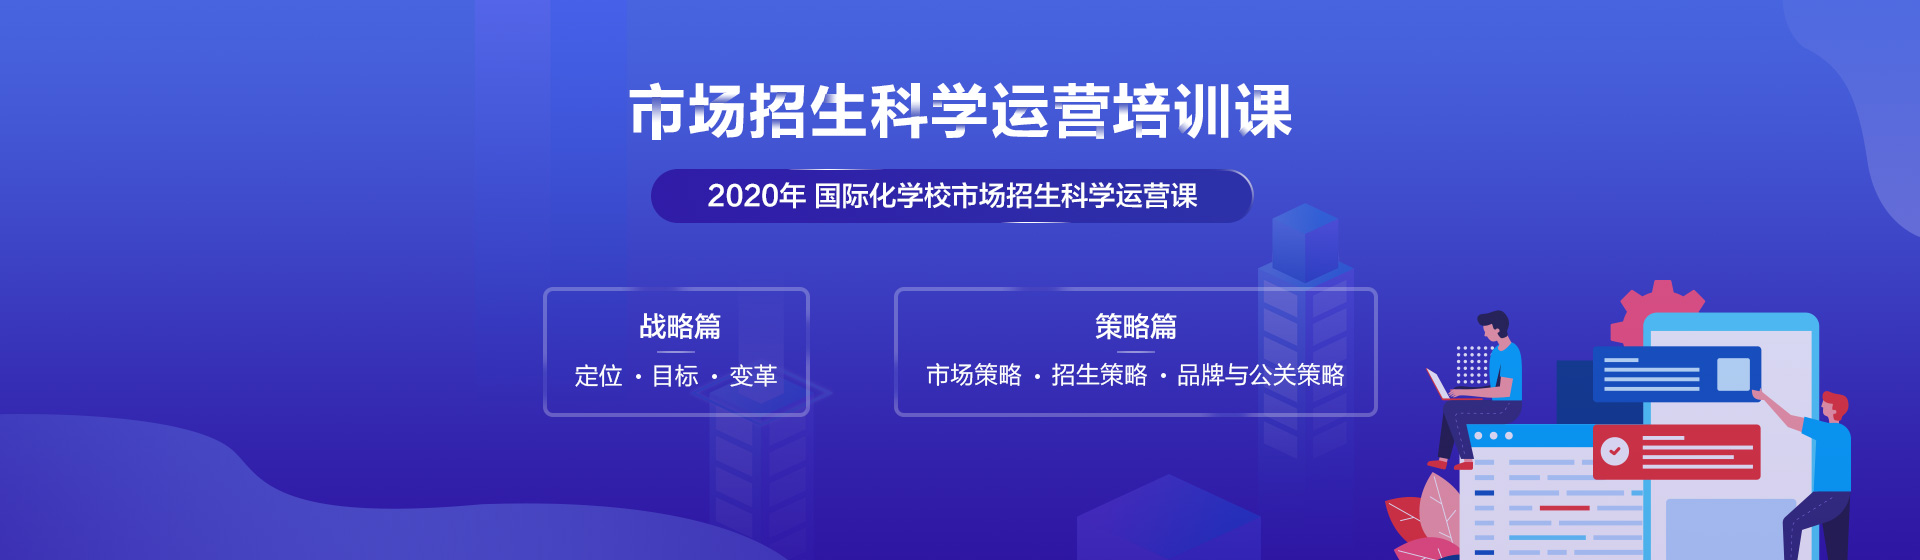 市场招生科学运营培训课
2020年 国际化学校市场招生科学运营课
战略篇
定位 · 目标 · 变革
策略篇
市场策略 · 招生策略 · 品牌与公关策略